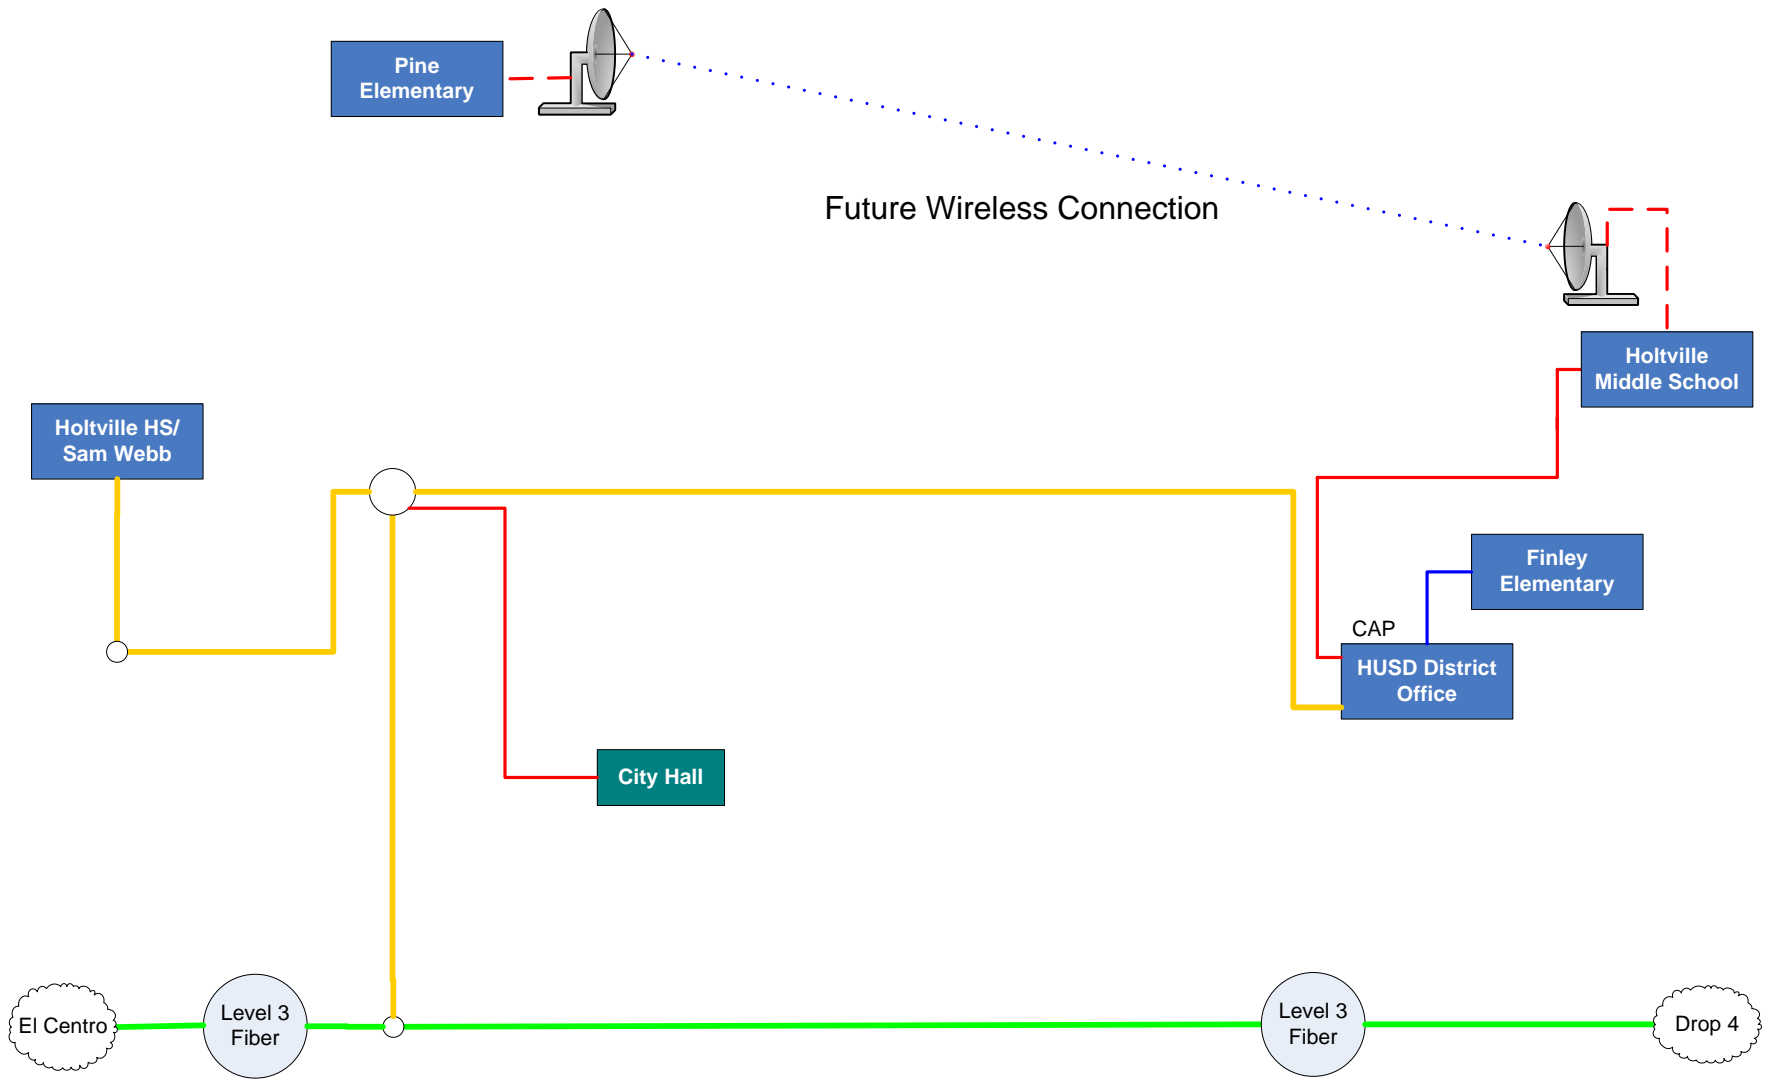 Pine
Elementary
Future Wireless Connection
Holtville
Middle School
Holtville HS/
Sam Webb
Finley
Elementary
CAP
HUSD District
Office
City Hall
El Centro
Level 3
Fiber
Level 3
Fiber
Drop 4